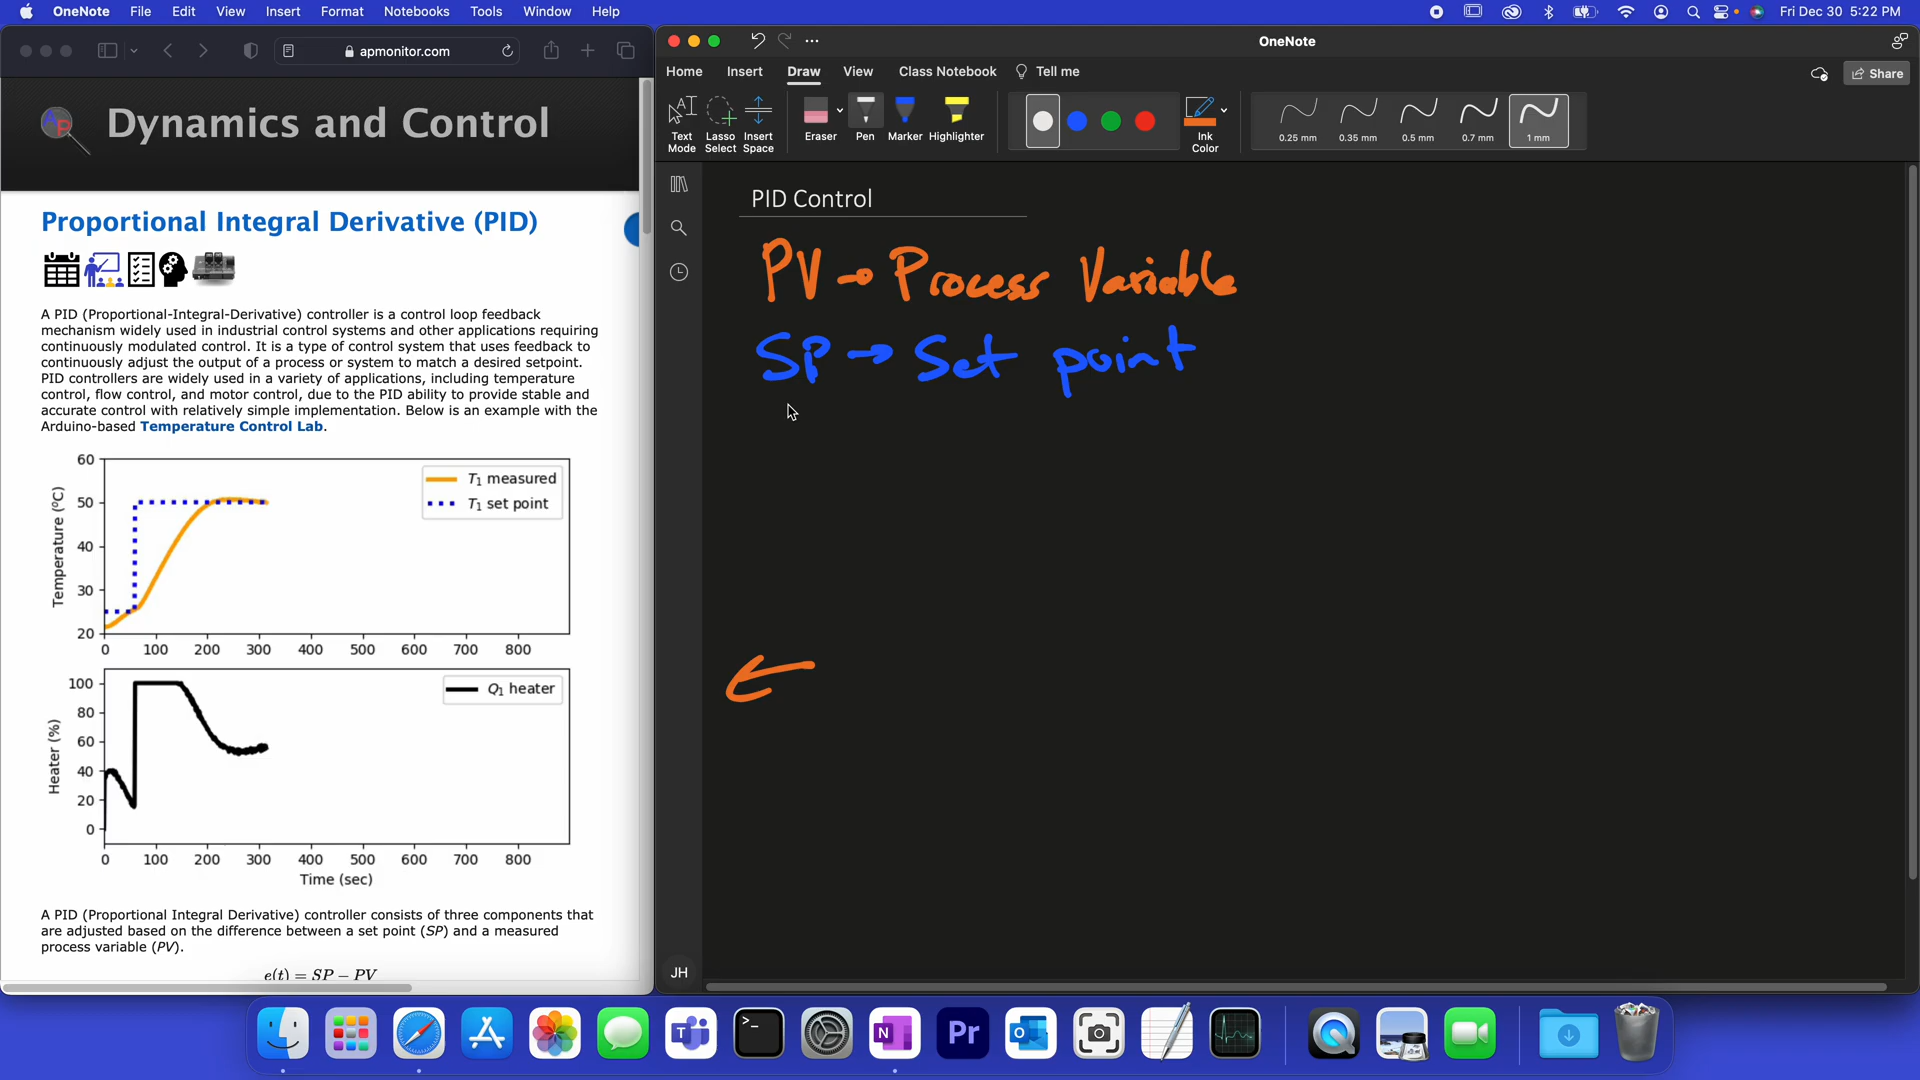 OneNote File Edit View Insert Format Notebooks Tools Window Help Fri Dec 30 5:22 PM
apmonitor.com
Dynamics and Control
Proportional Integral Derivative (PID)
A PID (Proportional-Integral-Derivative) controller is a control loop feedback
mechanism widely used in industrial control systems and other applications requiring
continuously modulated control. It is a type of control system that uses feedback to
continuously adjust the output of a process or system to match a desired setpoint.
PID controllers are widely used in a variety of applications, including temperature
control, flow control, and motor control, due to the PID ability to provide stable and
accurate control with relatively simple implementation. Below is an example with the
Arduino-based Temperature Control Lab.
60
50
40
30
20
Temperature (°C)
T1 measured
T1 set point
0 100 200 300 400 500 600 700 800
100
80
60
40
20
0
Heater (%)
Q1 heater
0 100 200 300 400 500 600 700 800
Time (sec)
A PID (Proportional Integral Derivative) controller consists of three components that
are adjusted based on the difference between a set point (SP) and a measured
process variable (PV).
e(t) = SP − PV
OneNote
Home Insert Draw View Class Notebook Tell me Share
Text Mode
Lasso Select
Insert Space
Eraser
Pen
Marker
Highlighter
Ink Color
0.25 mm 0.35 mm 0.5 mm 0.7 mm 1 mm
PID Control
PV → Process Variable
SP → Set point
JH
AP
T
>_
N
Pr
O